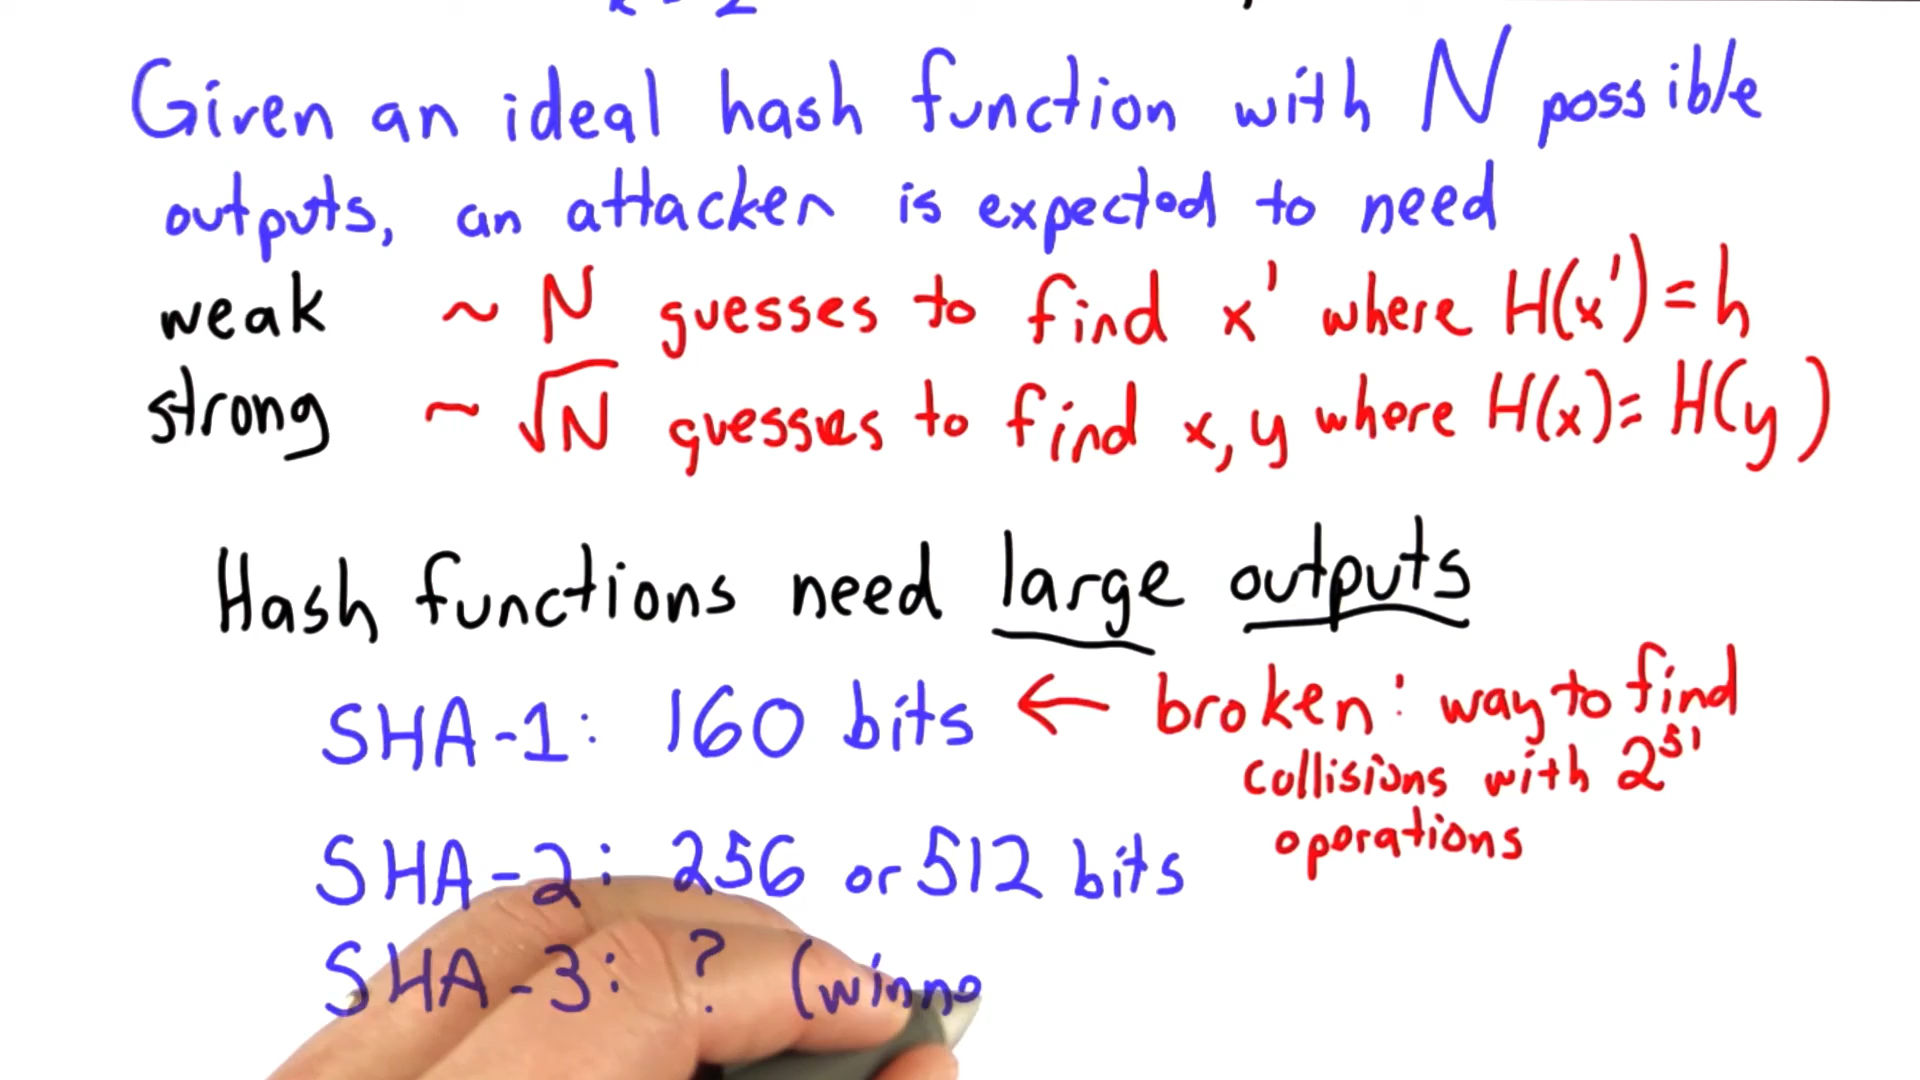 Given an ideal hash function with N possible
outputs, an attacker is expected to need
weak ~ N guesses to find x' where H(x') = h
strong ~ √N guesses to find x, y where H(x) = H(y)
Hash functions need large outputs
SHA-1: 160 bits ← broken: way to find
collisions with 2⁵¹
operations
SHA-2: 256 or 512 bits
SHA-3: ? (winne